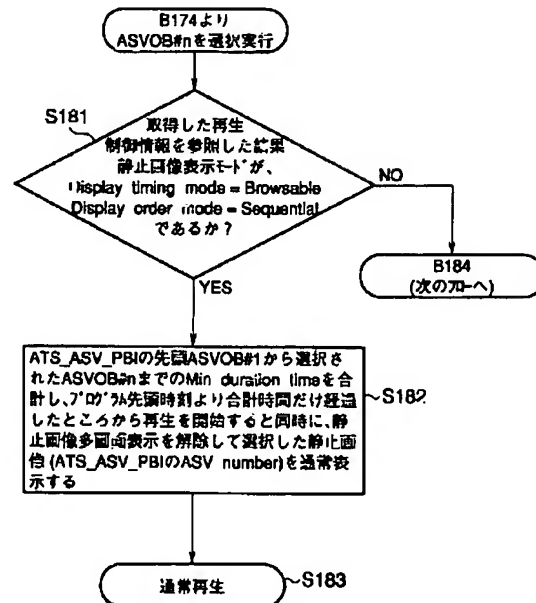 B174より
ASVOB#nを選択実行
S181
取得した再生
制御情報を参照した結果
静止画像表示モードが、
Display timing mode = Browsable
Display order mode = Sequential
であるか?
NO
B184
(次のフローへ)
YES
ATS_ASV_PBIの先頭ASVOB#1から選択さ
れたASVOB#nまでのMin duration timeを合
計し、プログラム先頭時刻より合計時間だけ経過
したところから再生を開始すると同時に、静
止画像多画面表示を解除して選択した静止画
像(ATS_ASV_PBIのASV number)を通常表
示する
S182
通常再生
S183